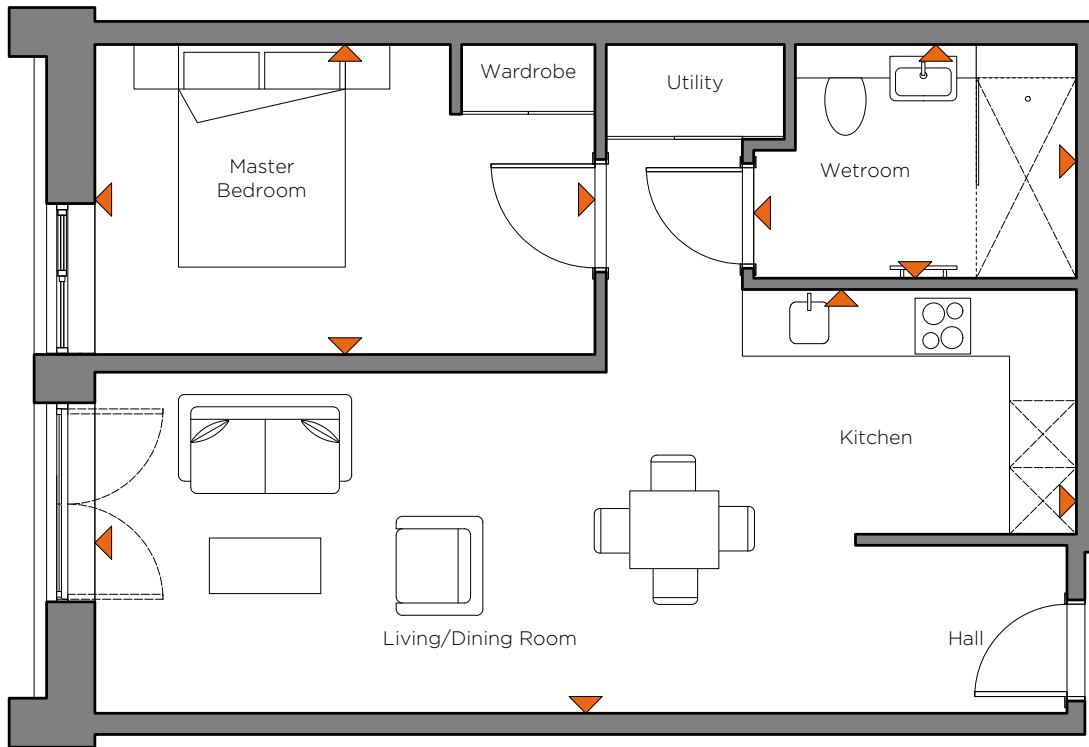 Wardrobe
Utility
Master
Bedroom
Wetroom
Kitchen
Living/Dining Room
Hall